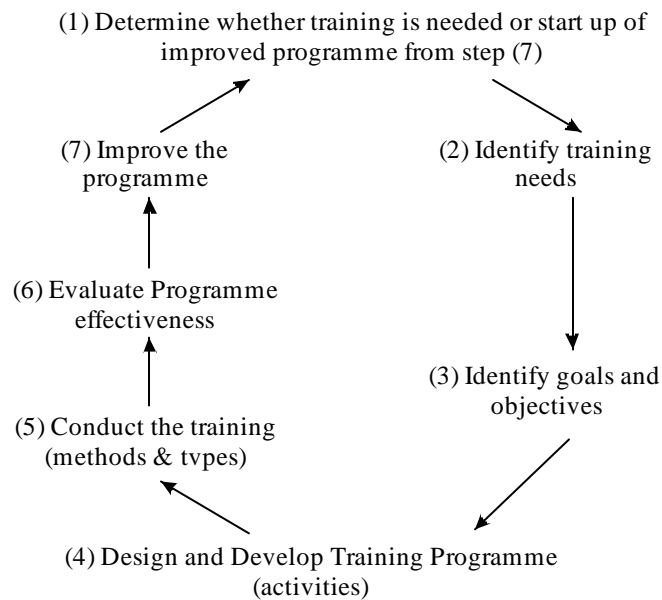 (1) Determine whether training is needed or start up of
improved programme from step (7)
(7) Improve the
programme
(2) Identify training
needs
(6) Evaluate Programme
effectiveness
(3) Identify goals and
objectives
(5) Conduct the training
(methods & tvpes)
(4) Design and Develop Training Programme
(activities)